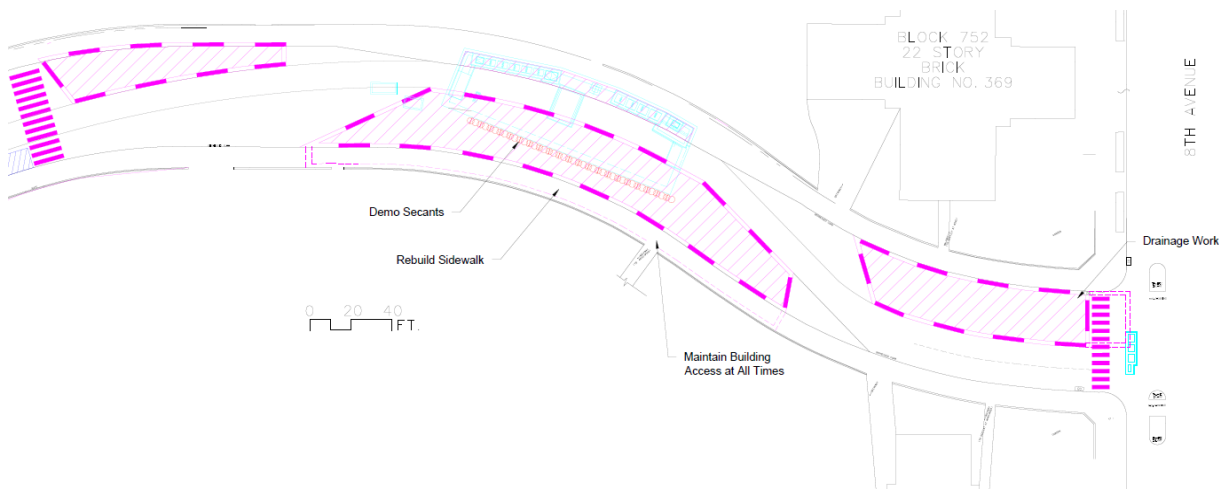 BLOCK 752
22 STORY
BRICK
BUILDING NO. 369
8TH AVENUE
Demo Secants
Drainage Work
Rebuild Sidewalk
0 20 40
FT.
Maintain Building
Access at All Times